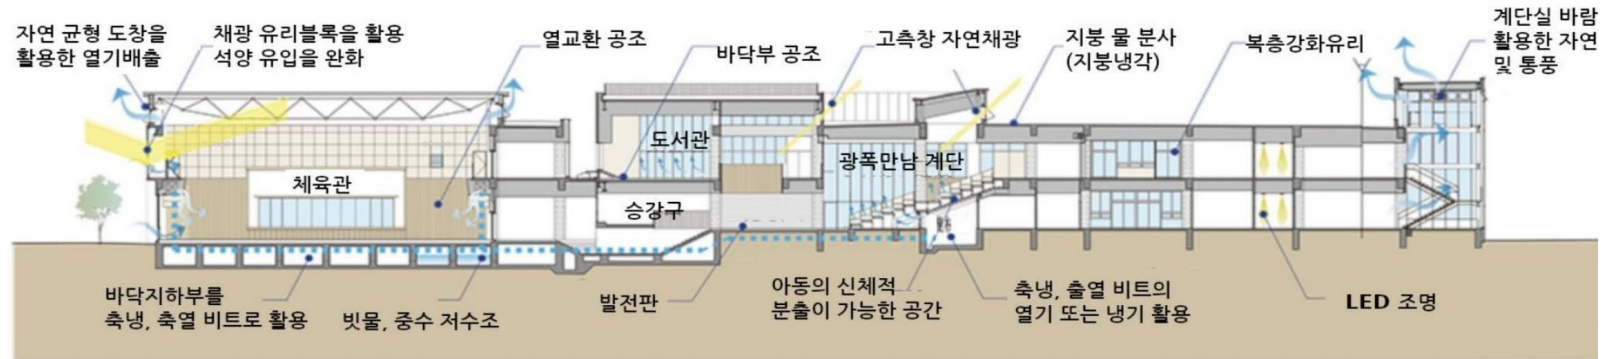 자연 균형 도창을
활용한 열기배출
채광 유리블록을 활용
석양 유입을 완화
열교환 공조
바닥부 공조
고측창 자연채광
지붕 물 분사
(지붕냉각)
복층강화유리
계단실 바람
활용한 자연
및 통풍
도서관
광폭만남 계단
체육관
승강구
바닥지하부를
축냉, 축열 비트로 활용
빗물, 중수 저수조
발전판
아동의 신체적
분출이 가능한 공간
축냉, 출열 비트의
열기 또는 냉기 활용
LED 조명